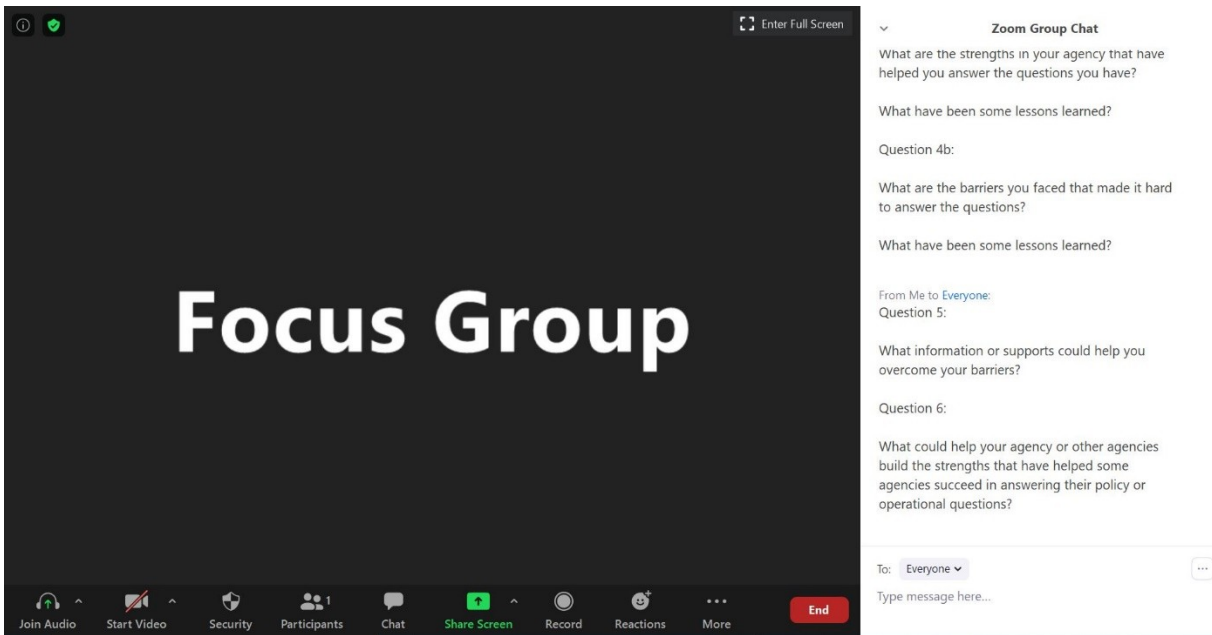 Enter Full Screen
Focus Group
Join Audio
Start Video
Security
1
Participants
Chat
Share Screen
Record
Reactions
More
End
Zoom Group Chat
What are the strengths in your agency that have
helped you answer the questions you have?
What have been some lessons learned?
Question 4b:
What are the barriers you faced that made it hard
to answer the questions?
What have been some lessons learned?
From Me to Everyone:
Question 5:
What information or supports could help you
overcome your barriers?
Question 6:
What could help your agency or other agencies
build the strengths that have helped some
agencies succeed in answering their policy or
operational questions?
To: Everyone
Type message here...